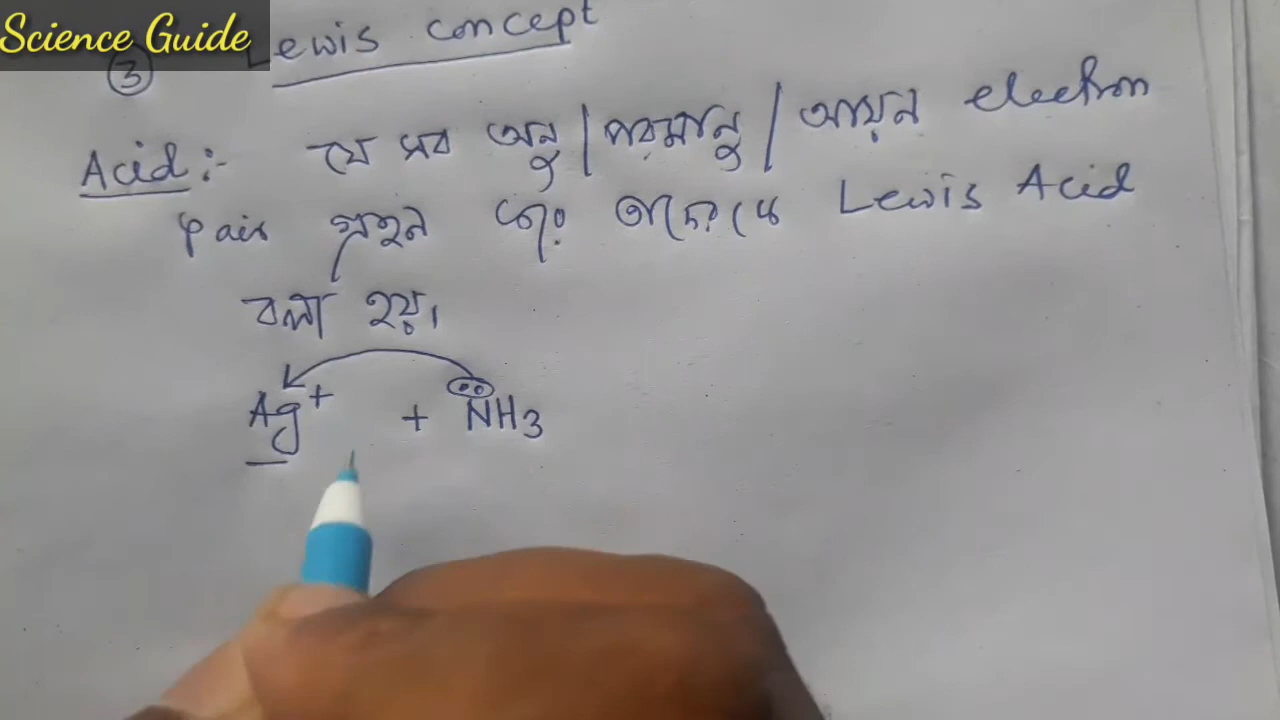 Science Guide
③ Lewis concept
Acid :- যে সব অনু / পরমানু / আয়ন electron
pair গ্রহন করে তাদেরকে Lewis Acid
বলা হয়।
Ag⁺ + NH₃